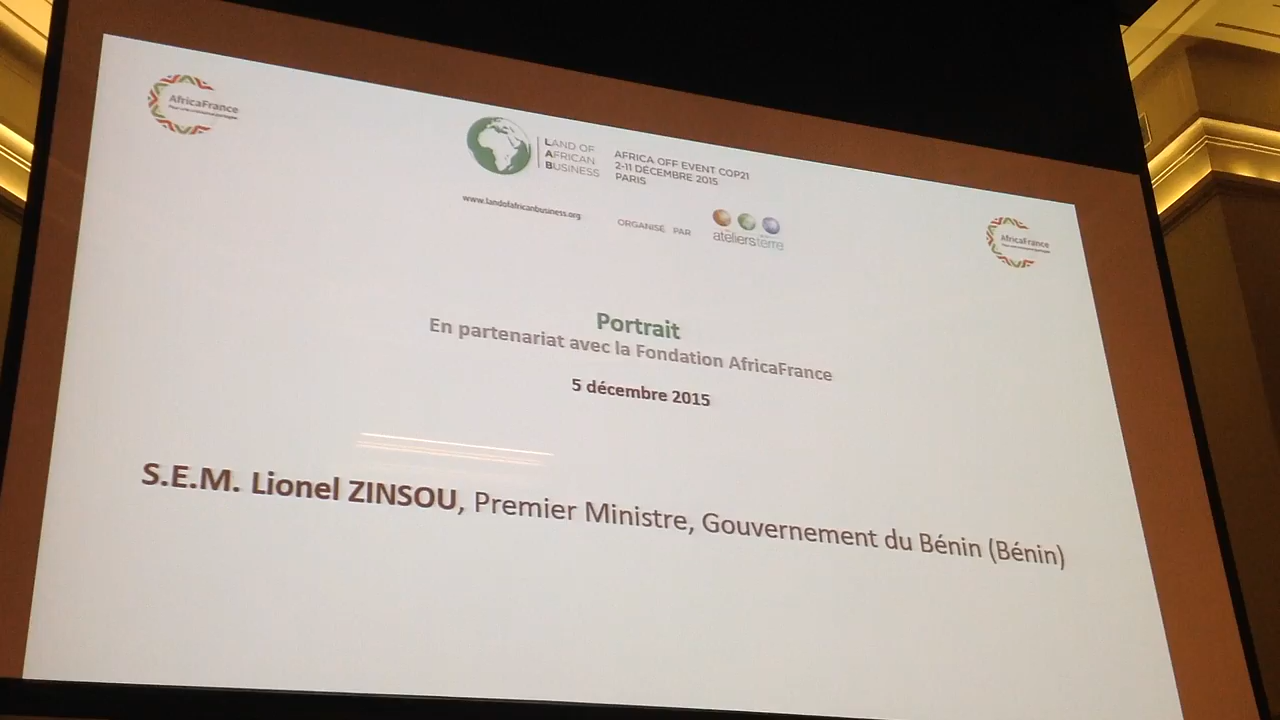 AfricaFrance
LAND OF
AFRICAN
BUSINESS
AFRICA OFF EVENT COP21
2-11 DÉCEMBRE 2015
PARIS
www.landofafricanbusiness.org
ORGANISÉ PAR
ateliersterre
AfricaFrance
Portrait
En partenariat avec la Fondation AfricaFrance
5 décembre 2015
S.E.M. Lionel ZINSOU, Premier Ministre, Gouvernement du Bénin (Bénin)